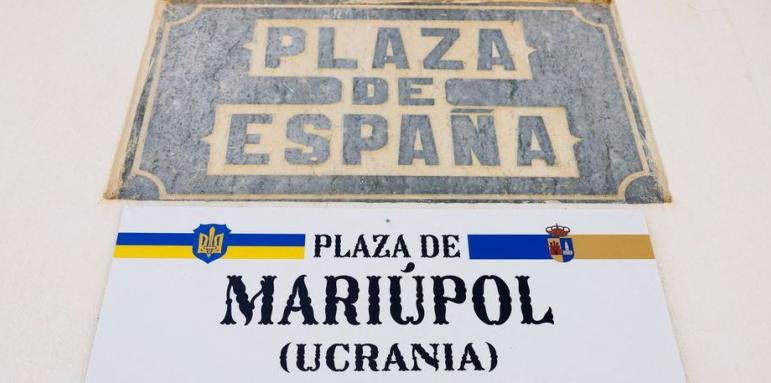 PLAZA
DE
ESPAÑA
PLAZA DE
MARIÚPOL
(UCRANIA)